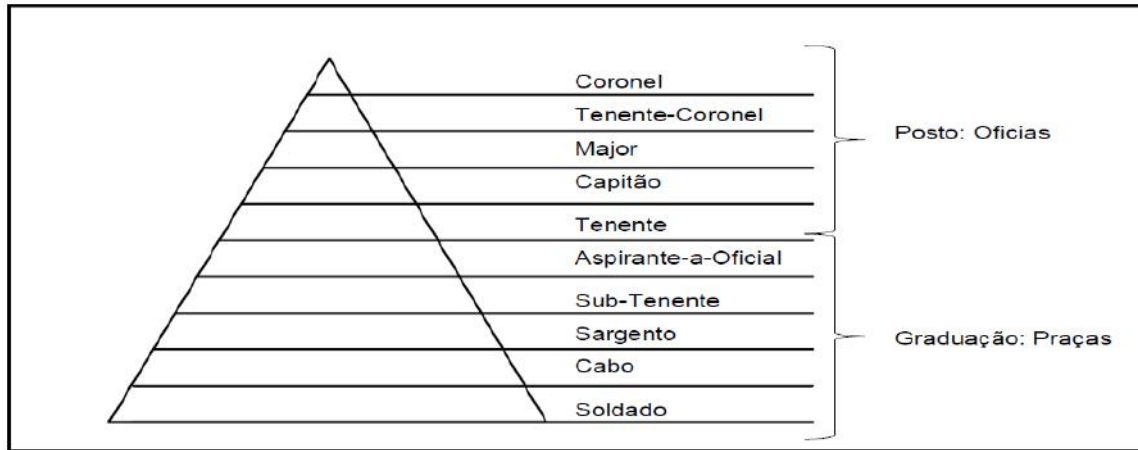 Coronel
Tenente-Coronel
Major
Capitão
Tenente
Aspirante-a-Oficial
Sub-Tenente
Sargento
Cabo
Soldado
Posto: Oficias
Graduação: Praças